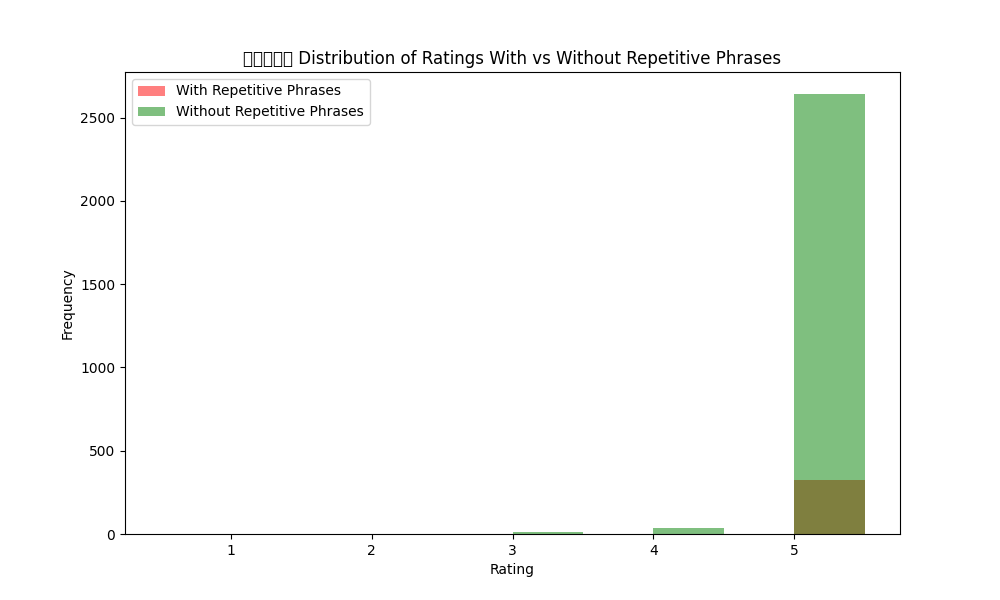 Distribution of Ratings With vs Without Repetitive Phrases
With Repetitive Phrases
Without Repetitive Phrases
2500
2000
1500
1000
500
0
Frequency
1 2 3 4 5
Rating